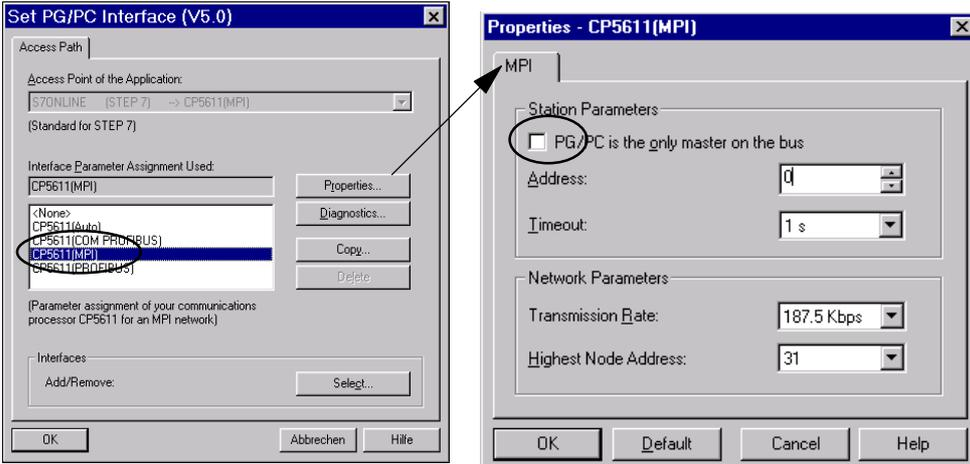 Set PG/PC Interface (V5.0)
Access Path
Access Point of the Application:
S7ONLINE (STEP 7) --> CP5611(MPI)
(Standard for STEP 7)
Interface Parameter Assignment Used:
CP5611(MPI)
Properties...
<None>
CP5611(Auto)
CP5611(COM PROFIBUS)
CP5611(MPI)
CP5611(PROFIBUS)
Diagnostics...
Copy...
Delete
(Parameter assignment of your communications
processor CP5611 for an MPI network)
Interfaces
Add/Remove:
Select...
OK
Abbrechen
Hilfe
Properties - CP5611(MPI)
MPI
Station Parameters
PG/PC is the only master on the bus
Address:
0
Timeout:
1 s
Network Parameters
Transmission Rate:
187.5 Kbps
Highest Node Address:
31
OK
Default
Cancel
Help